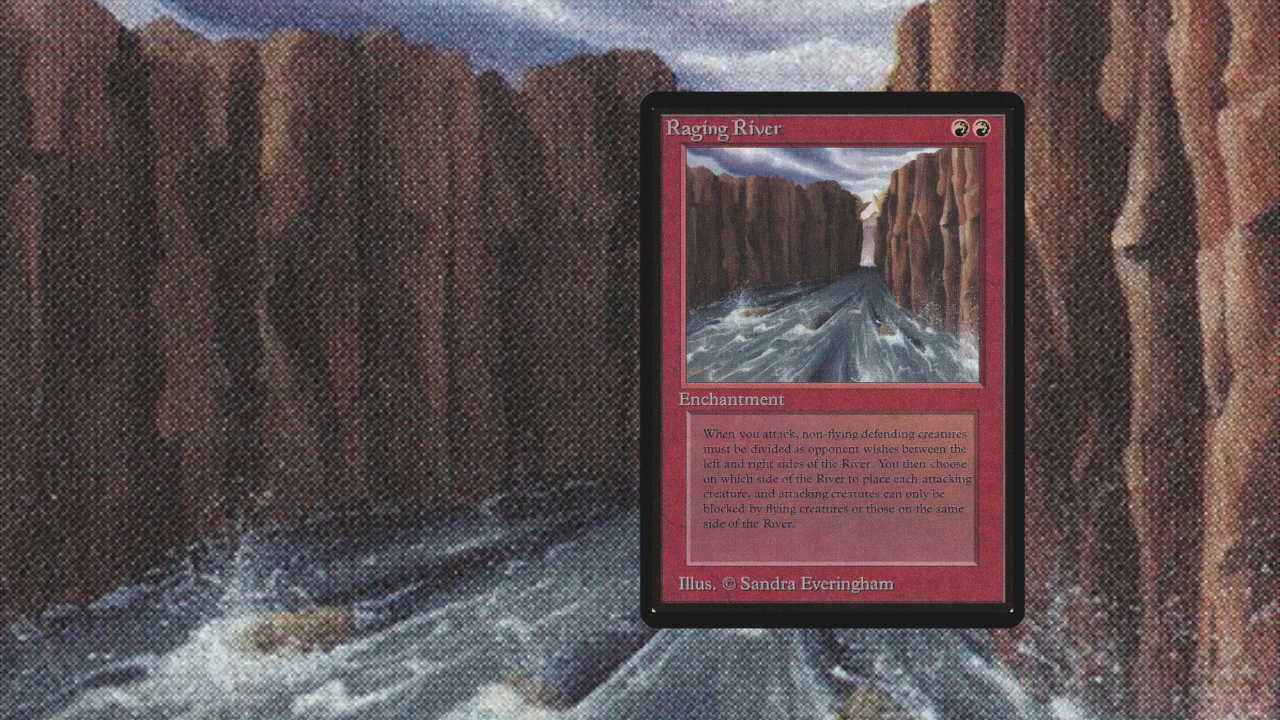 Raging River
Enchantment
When you attack, non-flying defending creatures
must be divided as opponent wishes between the
left and right sides of the River. You then choose
on which side of the River to place each attacking
creature, and attacking creatures can only be
blocked by flying creatures or those on the same
side of the River.
Illus. © Sandra Everingham